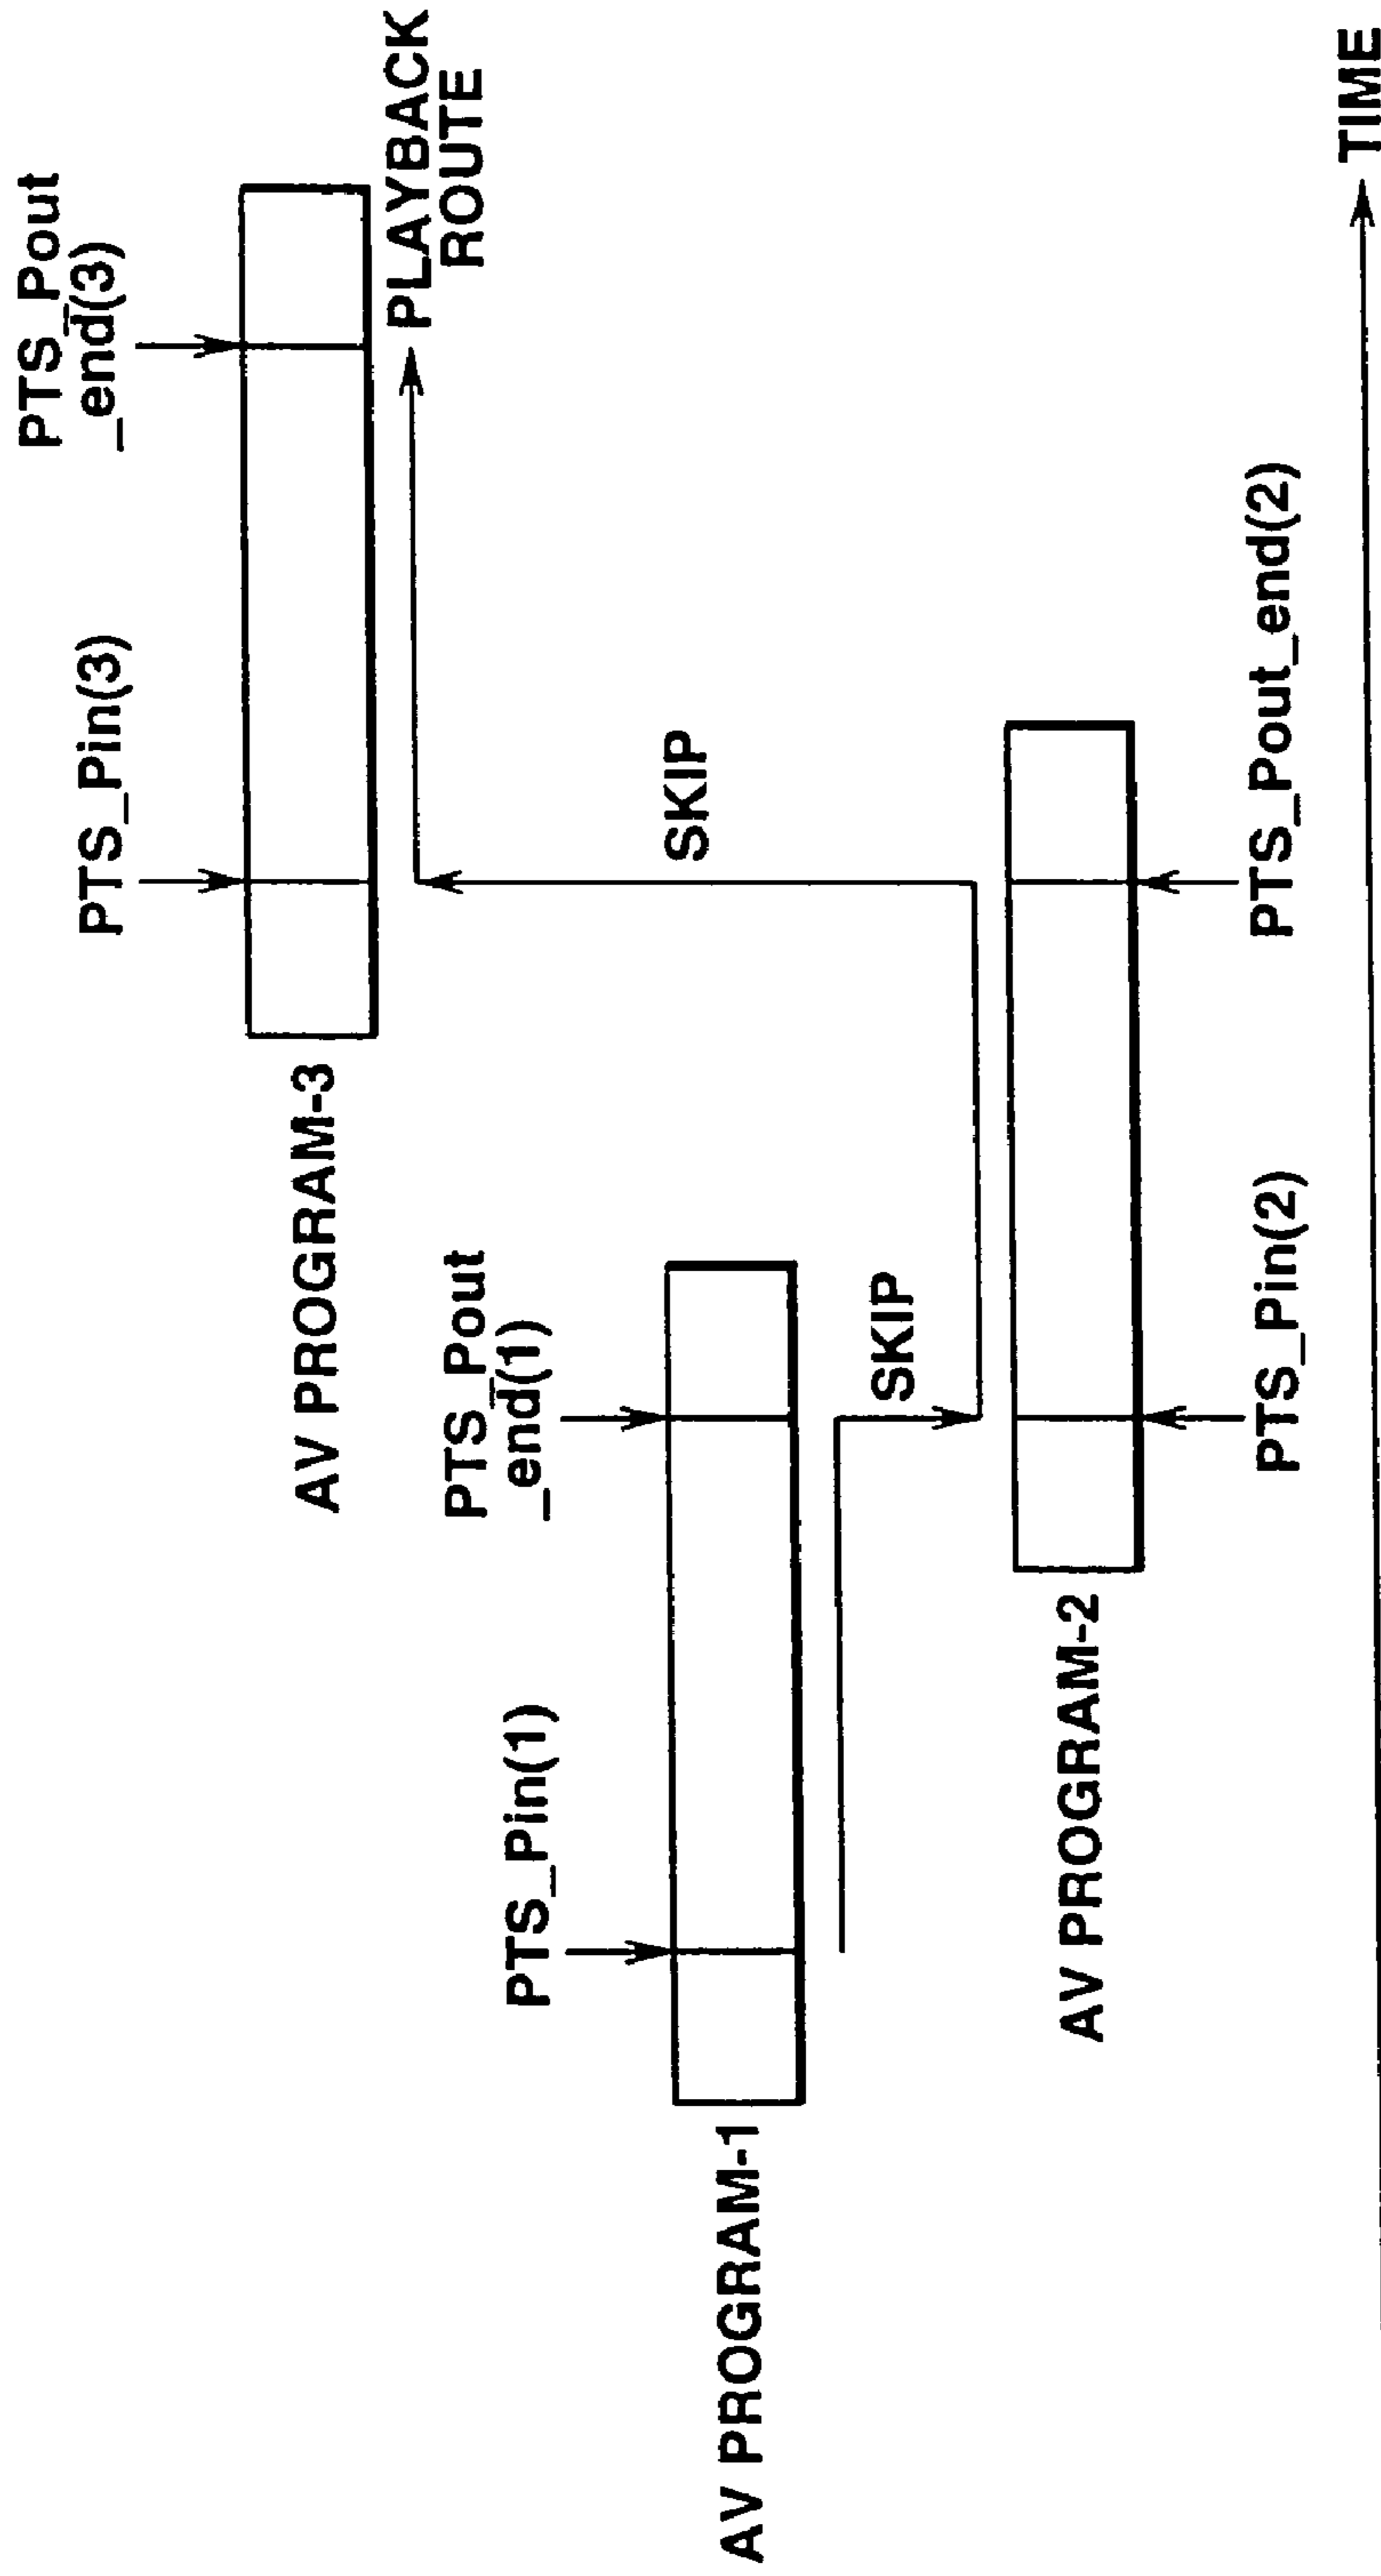 PTS_Pout
_end(3)
PTS_Pin(3)
AV PROGRAM-3
PLAYBACK
ROUTE
PTS_Pout
_end(1)
PTS_Pin(1)
SKIP
AV PROGRAM-1
SKIP
AV PROGRAM-2
PTS_Pin(2)
PTS_Pout_end(2)
TIME